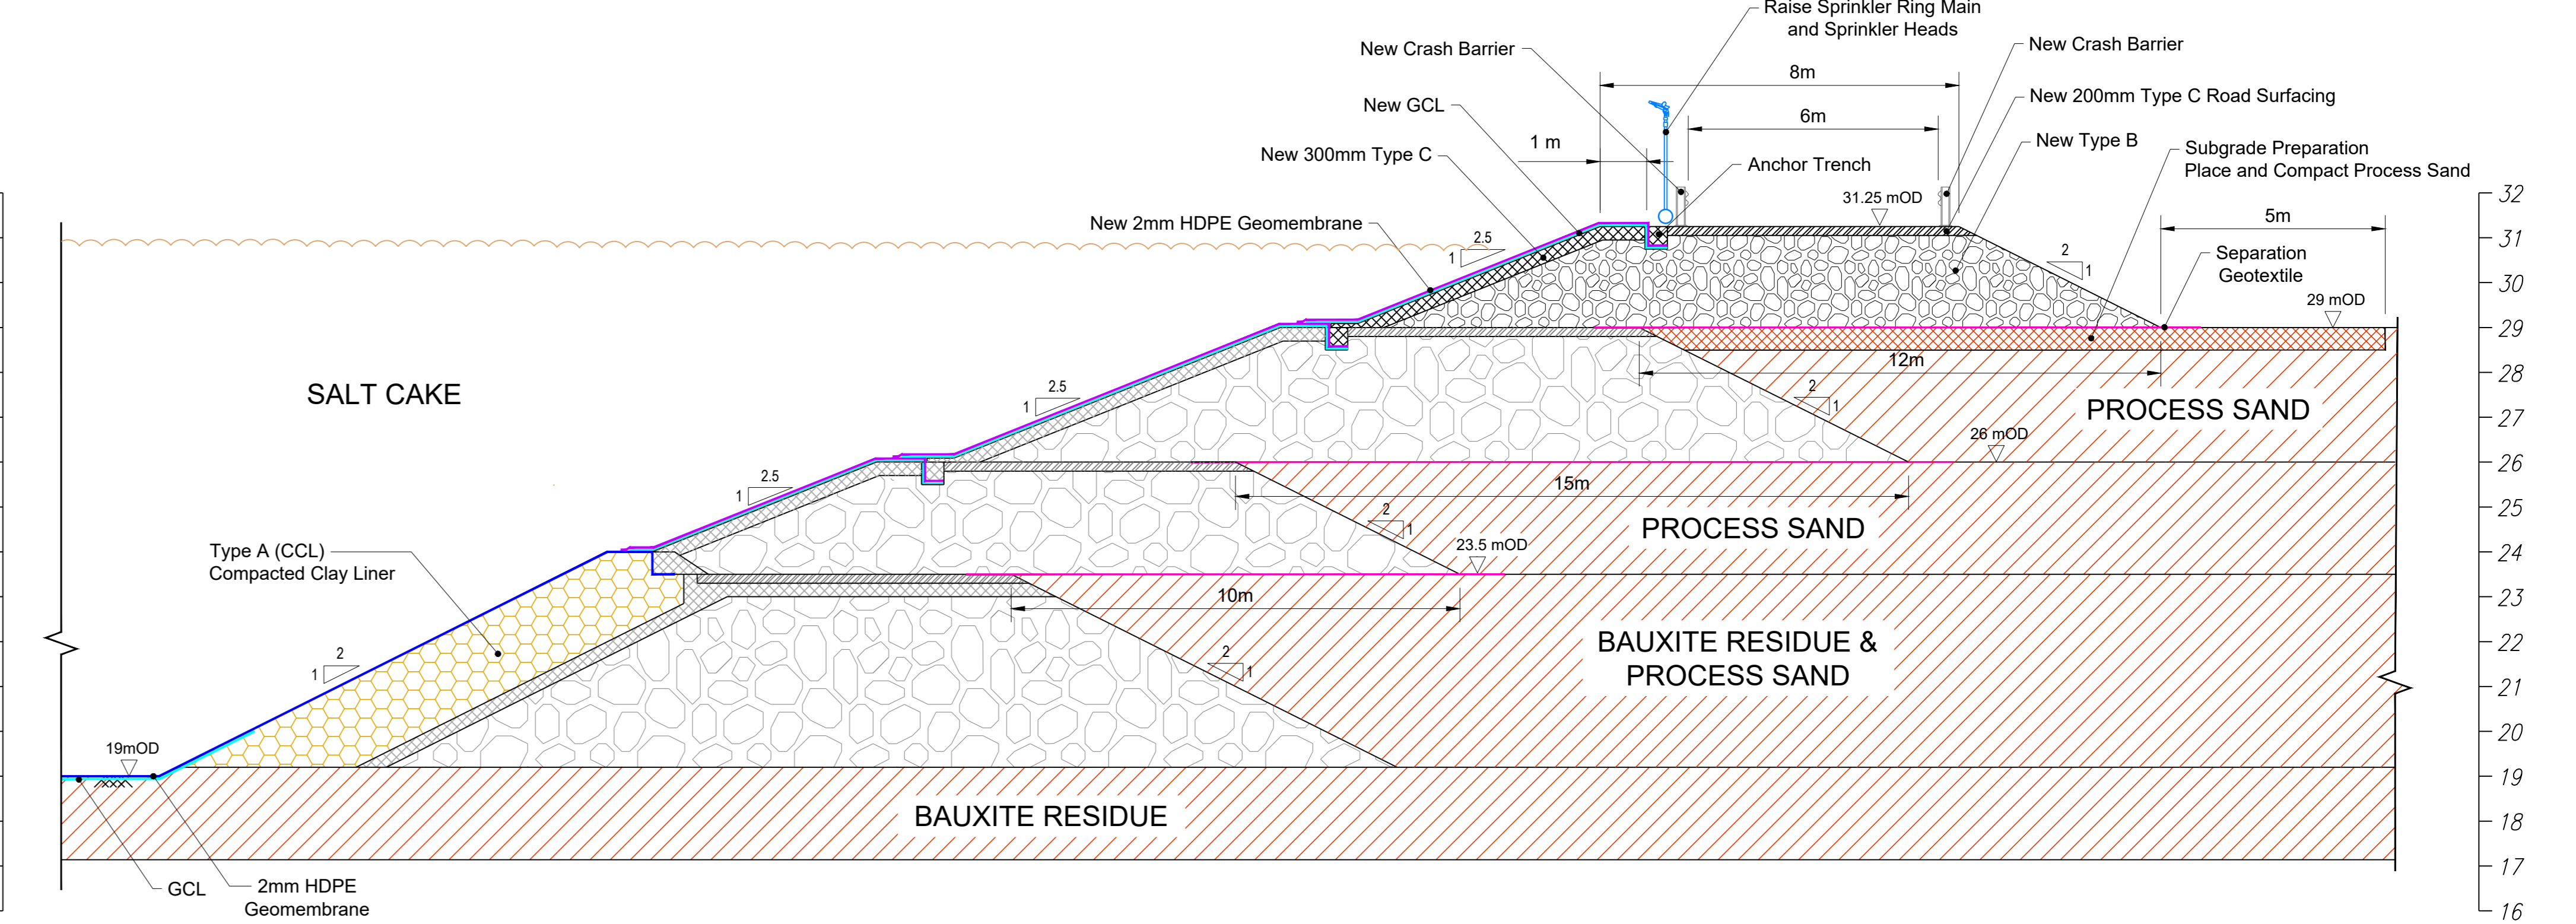 Raise Sprinkler Ring Main
and Sprinkler Heads
New Crash Barrier
New Crash Barrier
8m
New GCL
New 200mm Type C Road Surfacing
6m
1 m
New Type B
New 300mm Type C
Anchor Trench
Subgrade Preparation
Place and Compact Process Sand
31.25 mOD
32
5m
New 2mm HDPE Geomembrane
2.5
1
31
2
1
Separation
Geotextile
30
29 mOD
29
12m
SALT CAKE
2.5
1
2
1
28
PROCESS SAND
27
26 mOD
26
2.5
1
15m
2
1
PROCESS SAND
25
23.5 mOD
24
Type A (CCL)
Compacted Clay Liner
10m
23
BAUXITE RESIDUE &
PROCESS SAND
22
2
1
2
1
21
20
19mOD
19
BAUXITE RESIDUE
18
17
GCL
2mm HDPE
Geomembrane
16